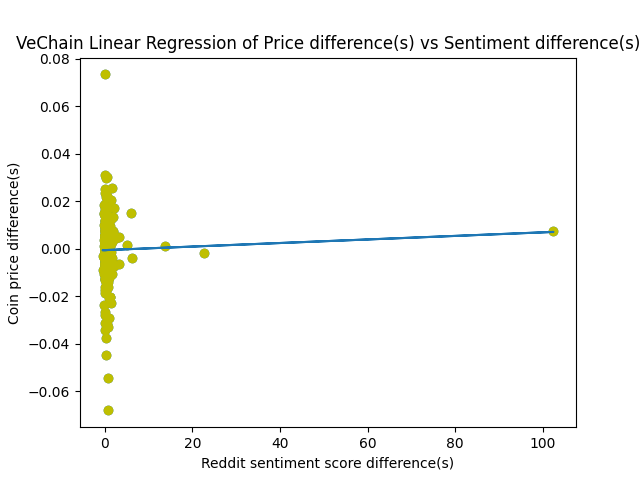 VeChain Linear Regression of Price difference(s) vs Sentiment difference(s)
0.08
0.06
0.04
0.02
0.00
−0.02
−0.04
−0.06
Coin price difference(s)
0 20 40 60 80 100
Reddit sentiment score difference(s)